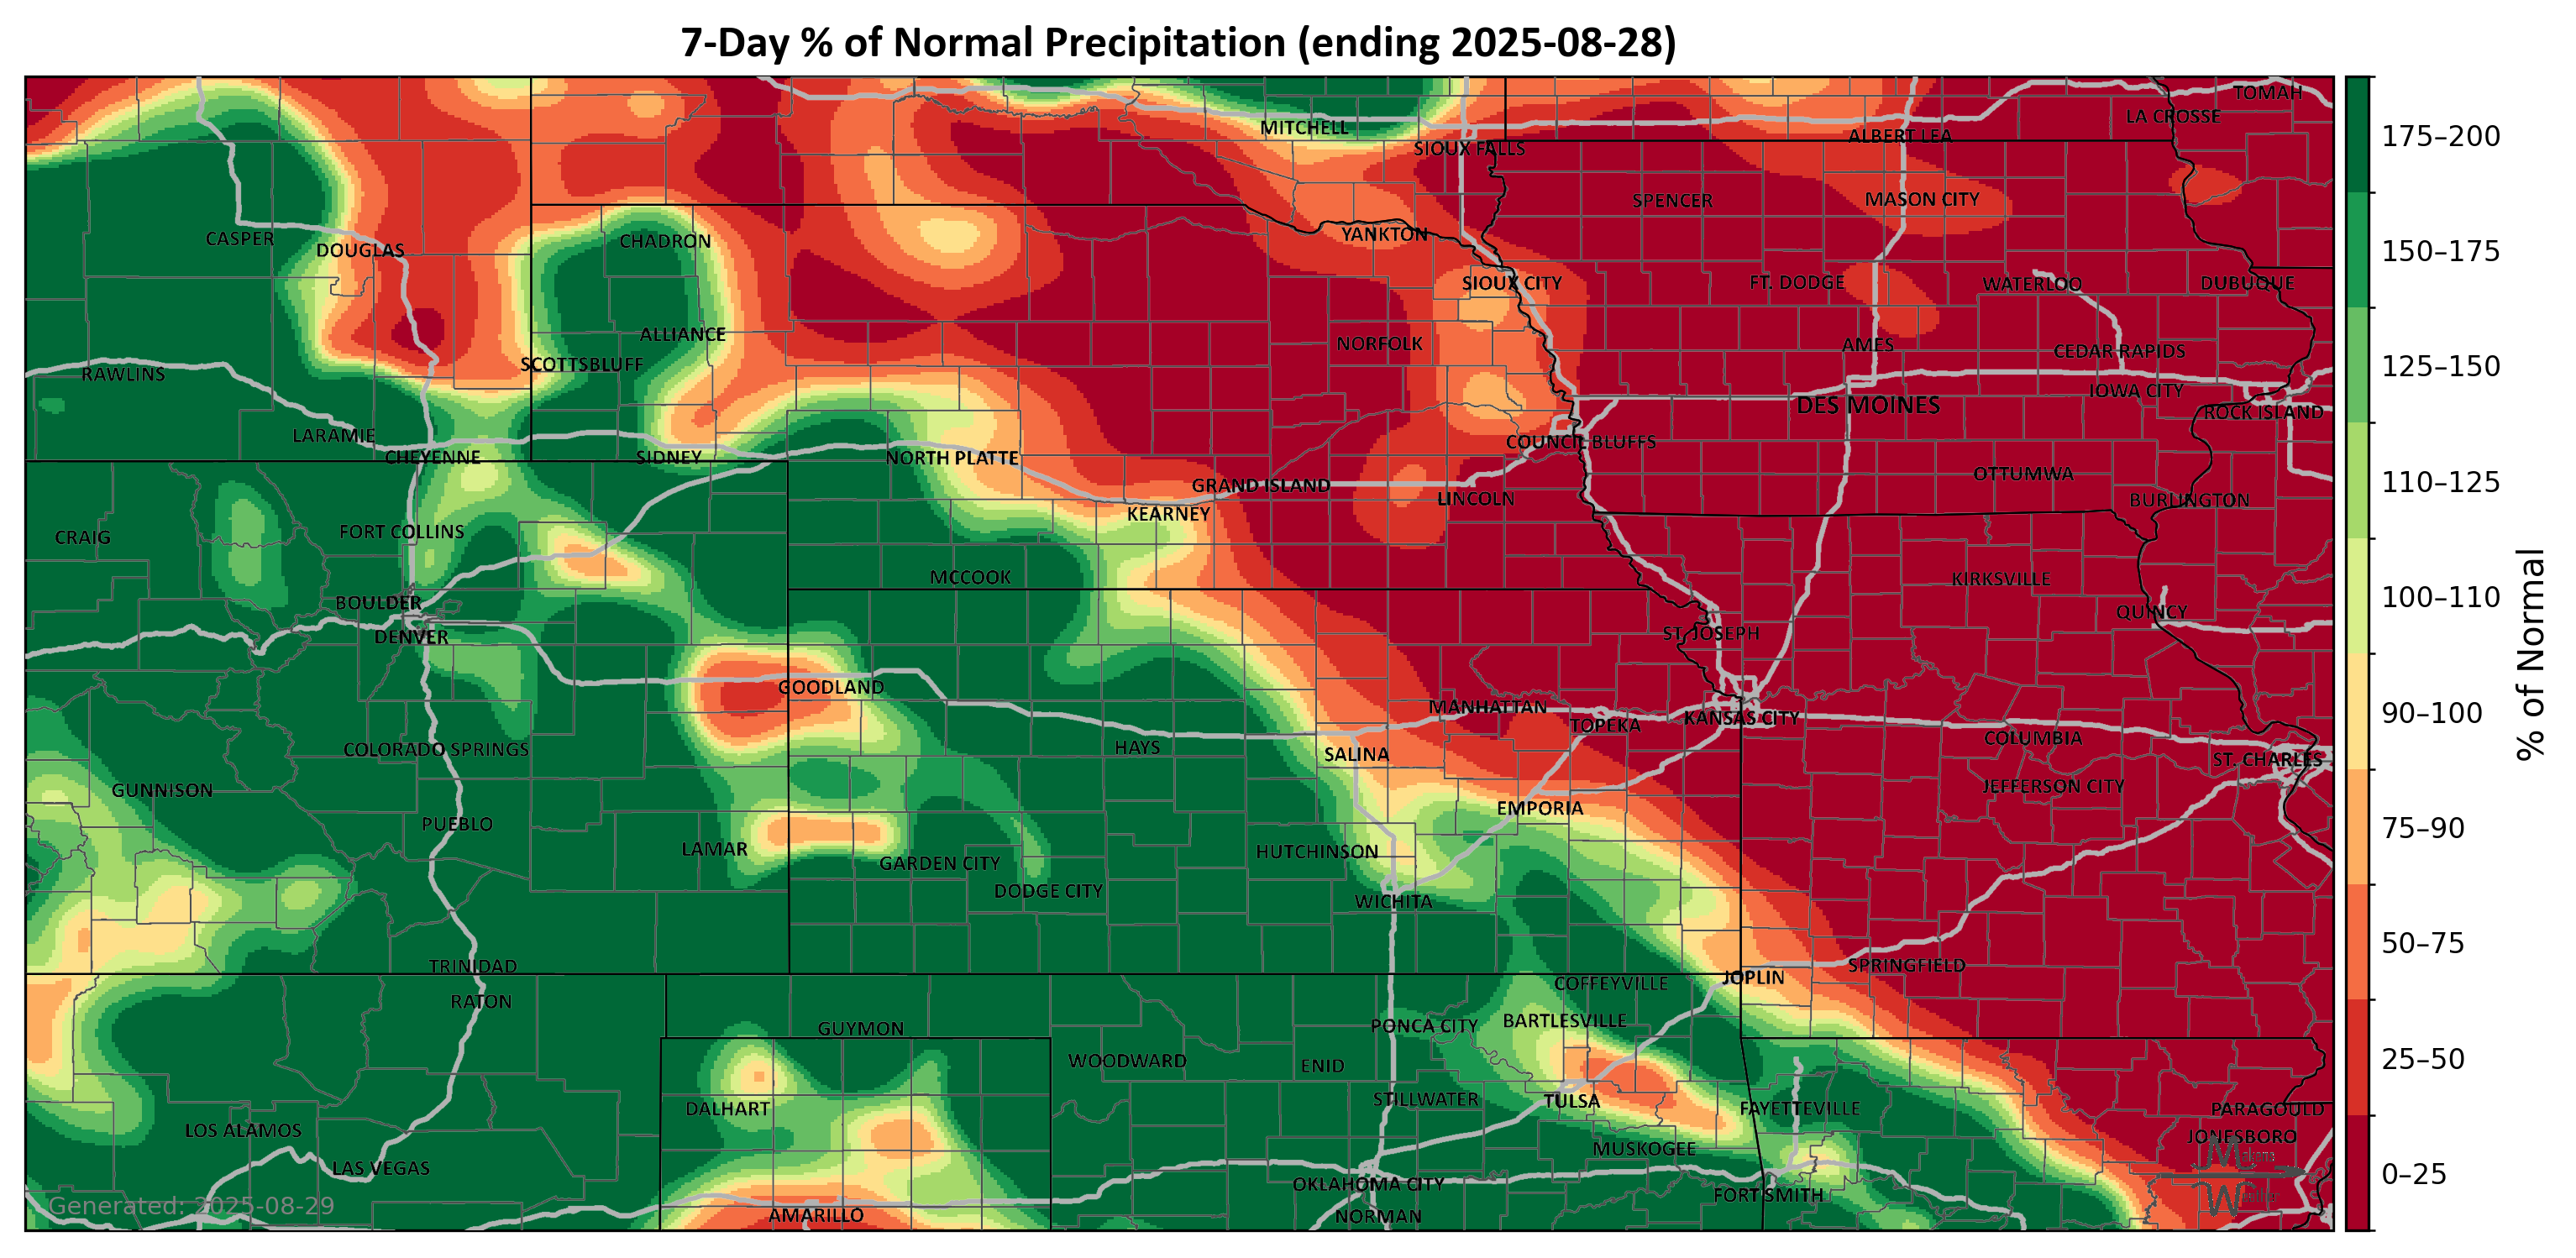 7-Day % of Normal Precipitation (ending 2025-08-28)
TOMAH
LA CROSSE
MITCHELL
ALBERT LEA
SIOUX FALLS
SPENCER
MASON CITY
CASPER
DOUGLAS
CHADRON
YANKTON
SIOUX CITY
FT. DODGE
WATERLOO
DUBUQUE
ALLIANCE
NORFOLK
AMES
CEDAR RAPIDS
RAWLINS
SCOTTSBLUFF
IOWA CITY
DES MOINES
ROCK ISLAND
LARAMIE
COUNCIL BLUFFS
CHEYENNE
SIDNEY
NORTH PLATTE
OTTUMWA
GRAND ISLAND
LINCOLN
BURLINGTON
KEARNEY
CRAIG
FORT COLLINS
MCCOOK
KIRKSVILLE
BOULDER
QUINCY
DENVER
ST. JOSEPH
GOODLAND
MANHATTAN
TOPEKA
KANSAS CITY
COLORADO SPRINGS
HAYS
SALINA
COLUMBIA
ST. CHARLES
GUNNISON
JEFFERSON CITY
EMPORIA
PUEBLO
LAMAR
GARDEN CITY
HUTCHINSON
DODGE CITY
WICHITA
TRINIDAD
SPRINGFIELD
JOPLIN
COFFEYVILLE
RATON
GUYMON
PONCA CITY
BARTLESVILLE
WOODWARD
ENID
DALHART
STILLWATER
TULSA
FAYETTEVILLE
PARAGOULD
LOS ALAMOS
JONESBORO
MUSKOGEE
LAS VEGAS
OKLAHOMA CITY
FORT SMITH
AMARILLO
NORMAN
Generated: 2025-08-29
175–200
150–175
125–150
110–125
100–110
90–100
75–90
50–75
25–50
0–25
% of Normal